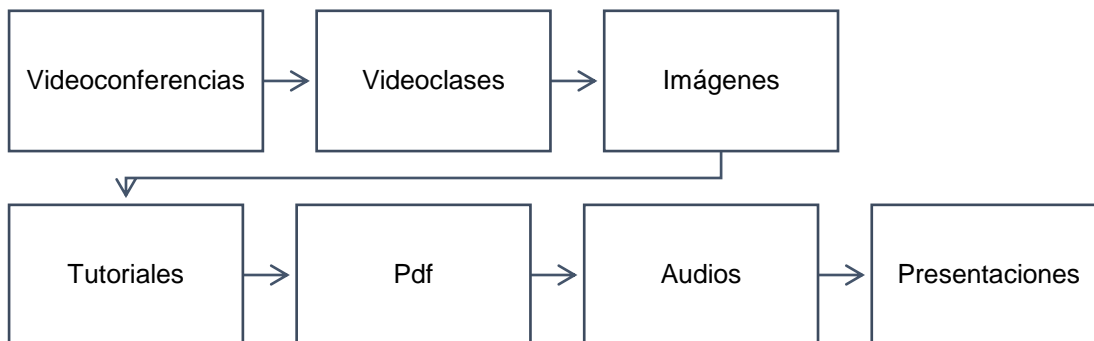 Videoconferencias
Videoclases
Imágenes
Tutoriales
Pdf
Audios
Presentaciones